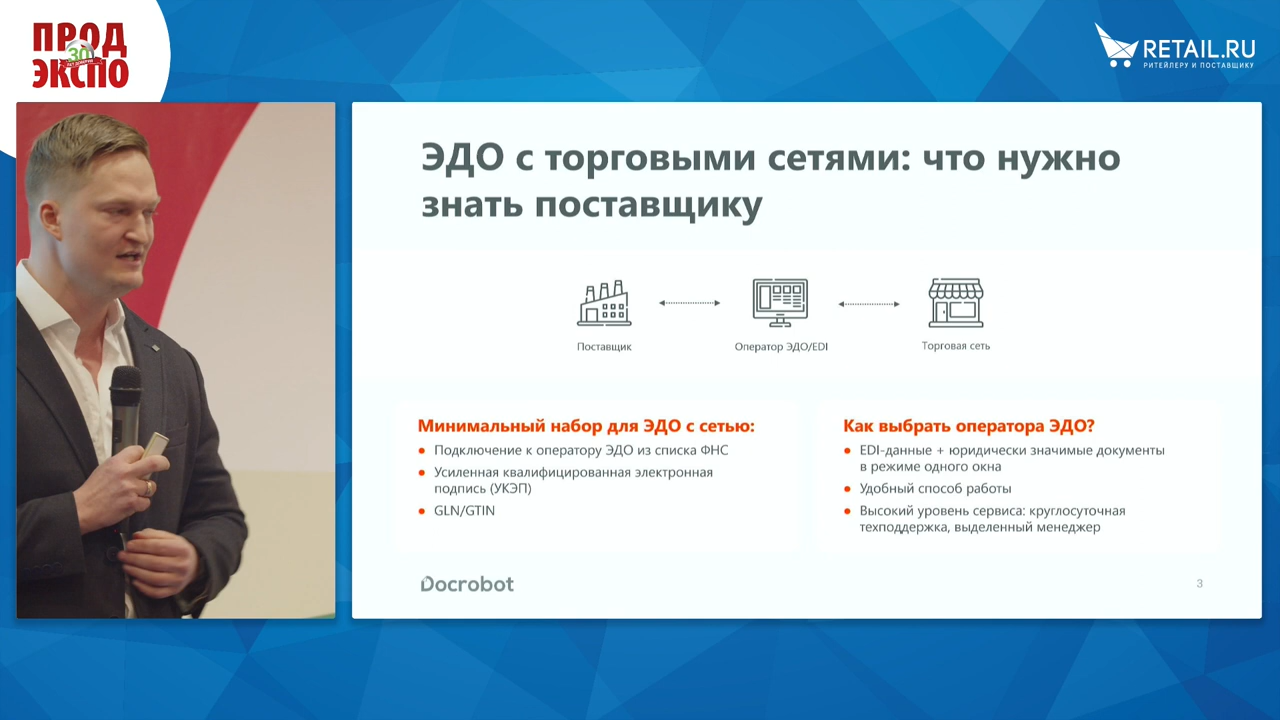 ПРОД
30
ЛЕТ ДОВЕРИЯ
ЭКСПО
RETAIL.RU
РИТЕЙЛЕРУ И ПОСТАВЩИКУ
ЭДО с торговыми сетями: что нужно
знать поставщику
Поставщик
Оператор ЭДО/EDI
Торговая сеть
Минимальный набор для ЭДО с сетью:
Подключение к оператору ЭДО из списка ФНС
Усиленная квалифицированная электронная
подпись (УКЭП)
GLN/GTIN
Как выбрать оператора ЭДО?
EDI-данные + юридически значимые документы
в режиме одного окна
Удобный способ работы
Высокий уровень сервиса: круглосуточная
техподдержка, выделенный менеджер
Docrobot
3